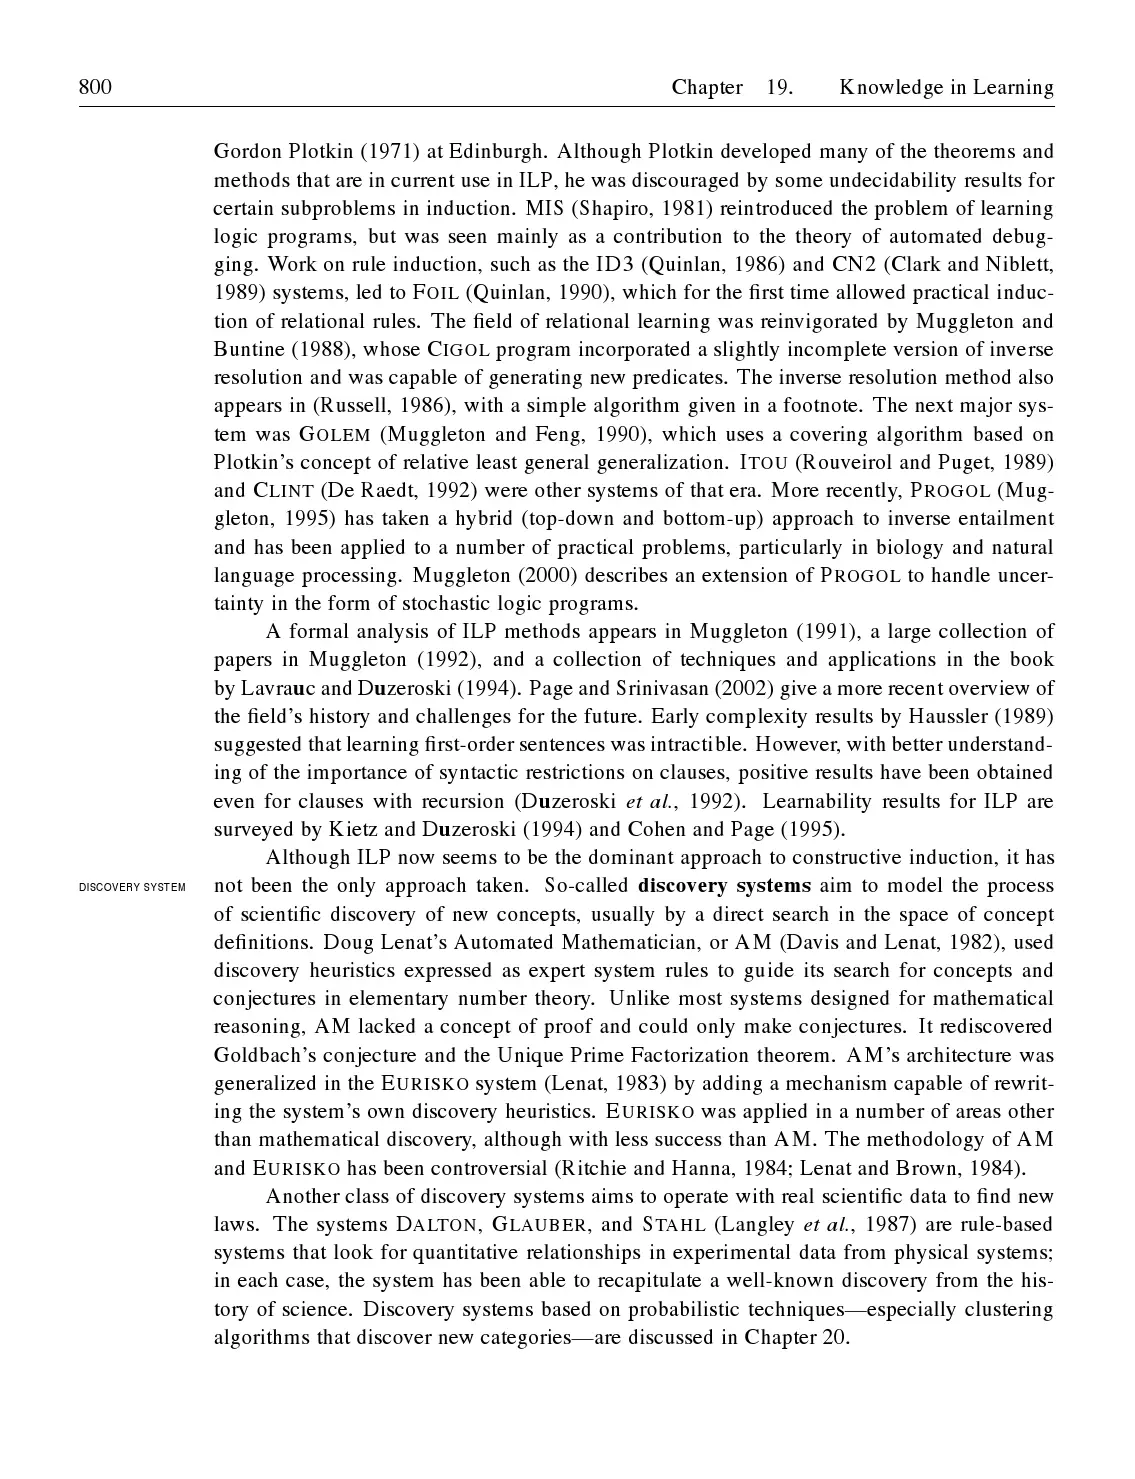 800 Chapter 19. Knowledge in Learning
Gordon Plotkin (1971) at Edinburgh. Although Plotkin developed many of the theorems and
methods that are in current use in ILP, he was discouraged by some undecidability results for
certain subproblems in induction. MIS (Shapiro, 1981) reintroduced the problem of learning
logic programs, but was seen mainly as a contribution to the theory of automated debug-
ging. Work on rule induction, such as the ID3 (Quinlan, 1986) and CN2 (Clark and Niblett,
1989) systems, led to FOIL (Quinlan, 1990), which for the first time allowed practical induc-
tion of relational rules. The field of relational learning was reinvigorated by Muggleton and
Buntine (1988), whose CIGOL program incorporated a slightly incomplete version of inverse
resolution and was capable of generating new predicates. The inverse resolution method also
appears in (Russell, 1986), with a simple algorithm given in a footnote. The next major sys-
tem was GOLEM (Muggleton and Feng, 1990), which uses a covering algorithm based on
Plotkin's concept of relative least general generalization. ITOU (Rouveirol and Puget, 1989)
and CLINT (De Raedt, 1992) were other systems of that era. More recently, PROGOL (Mug-
gleton, 1995) has taken a hybrid (top-down and bottom-up) approach to inverse entailment
and has been applied to a number of practical problems, particularly in biology and natural
language processing. Muggleton (2000) describes an extension of PROGOL to handle uncer-
tainty in the form of stochastic logic programs.
A formal analysis of ILP methods appears in Muggleton (1991), a large collection of
papers in Muggleton (1992), and a collection of techniques and applications in the book
by Lavrauc and Duzeroski (1994). Page and Srinivasan (2002) give a more recent overview of
the field's history and challenges for the future. Early complexity results by Haussler (1989)
suggested that learning first-order sentences was intractible. However, with better understand-
ing of the importance of syntactic restrictions on clauses, positive results have been obtained
even for clauses with recursion (Duzeroski et al., 1992). Learnability results for ILP are
surveyed by Kietz and Duzeroski (1994) and Cohen and Page (1995).
Although ILP now seems to be the dominant approach to constructive induction, it has
DISCOVERY SYSTEM not been the only approach taken. So-called discovery systems aim to model the process
of scientific discovery of new concepts, usually by a direct search in the space of concept
definitions. Doug Lenat's Automated Mathematician, or AM (Davis and Lenat, 1982), used
discovery heuristics expressed as expert system rules to guide its search for concepts and
conjectures in elementary number theory. Unlike most systems designed for mathematical
reasoning, AM lacked a concept of proof and could only make conjectures. It rediscovered
Goldbach's conjecture and the Unique Prime Factorization theorem. AM's architecture was
generalized in the EURISKO system (Lenat, 1983) by adding a mechanism capable of rewrit-
ing the system's own discovery heuristics. EURISKO was applied in a number of areas other
than mathematical discovery, although with less success than AM. The methodology of AM
and EURISKO has been controversial (Ritchie and Hanna, 1984; Lenat and Brown, 1984).
Another class of discovery systems aims to operate with real scientific data to find new
laws. The systems DALTON, GLAUBER, and STAHL (Langley et al., 1987) are rule-based
systems that look for quantitative relationships in experimental data from physical systems;
in each case, the system has been able to recapitulate a well-known discovery from the his-
tory of science. Discovery systems based on probabilistic techniques—especially clustering
algorithms that discover new categories—are discussed in Chapter 20.